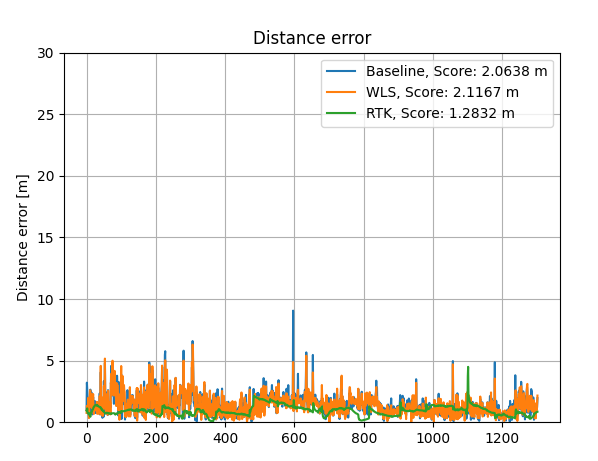 Distance error
Distance error [m]
30
25
20
15
10
5
0
Baseline, Score: 2.0638 m
WLS, Score: 2.1167 m
RTK, Score: 1.2832 m
0 200 400 600 800 1000 1200